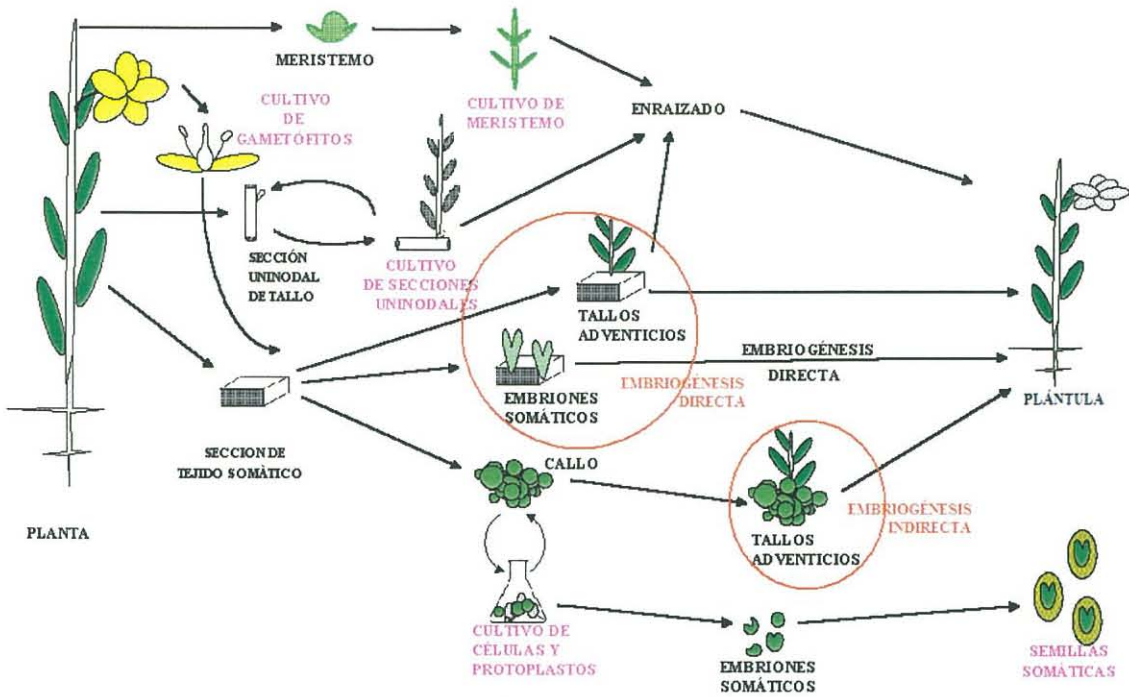 MERISTEMO
CULTIVO
DE
GAMETÓFITOS
CULTIVO DE
MERISTEMO
ENRAIZADO
SECCIÓN
UNINODAL
DE TALLO
CULTIVO
DE SECCIONES
UNINODALES
TALLOS
ADVENTICIOS
EMBRIONES
SOMÁTICOS
EMBRIOGÉNESIS
DIRECTA
EMBRIOGÉNESIS
DIRECTA
PLÁNTULA
SECCION DE
TEJIDO SOMÀTICO
CALLO
TALLOS
ADVENTICIOS
EMBRIOGÉNESIS
INDIRECTA
PLANTA
CULTIVO DE
CÉLULAS Y
PROTOPLASTOS
EMBRIONES
SOMÁTICOS
SEMILLAS
SOMÁTICAS